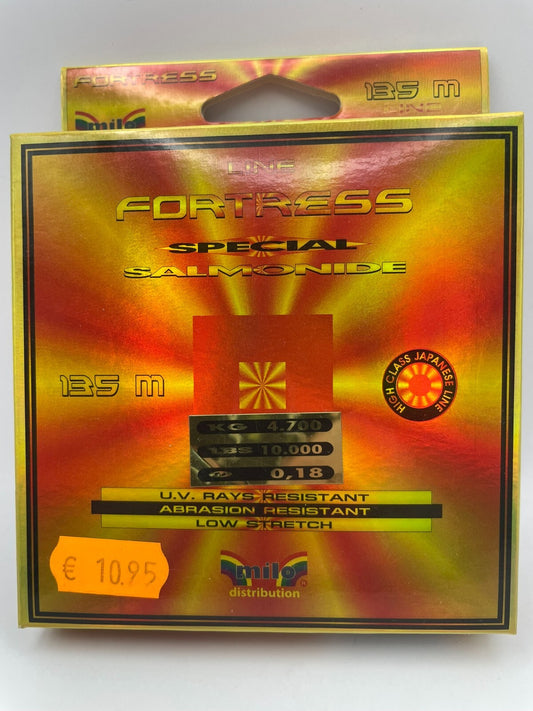 FORTRESS
135 m
LINE
milo
LINE
FORTRESS
SPECIAL
SALMONIDE
135 m
HIGH CLASS JAPANESE LINE
KG 4.700
LBS 10.000
Ø 0,18
U.V. RAYS RESISTANT
ABRASION RESISTANT
LOW STRETCH
€ 10.95
milo®
distribution